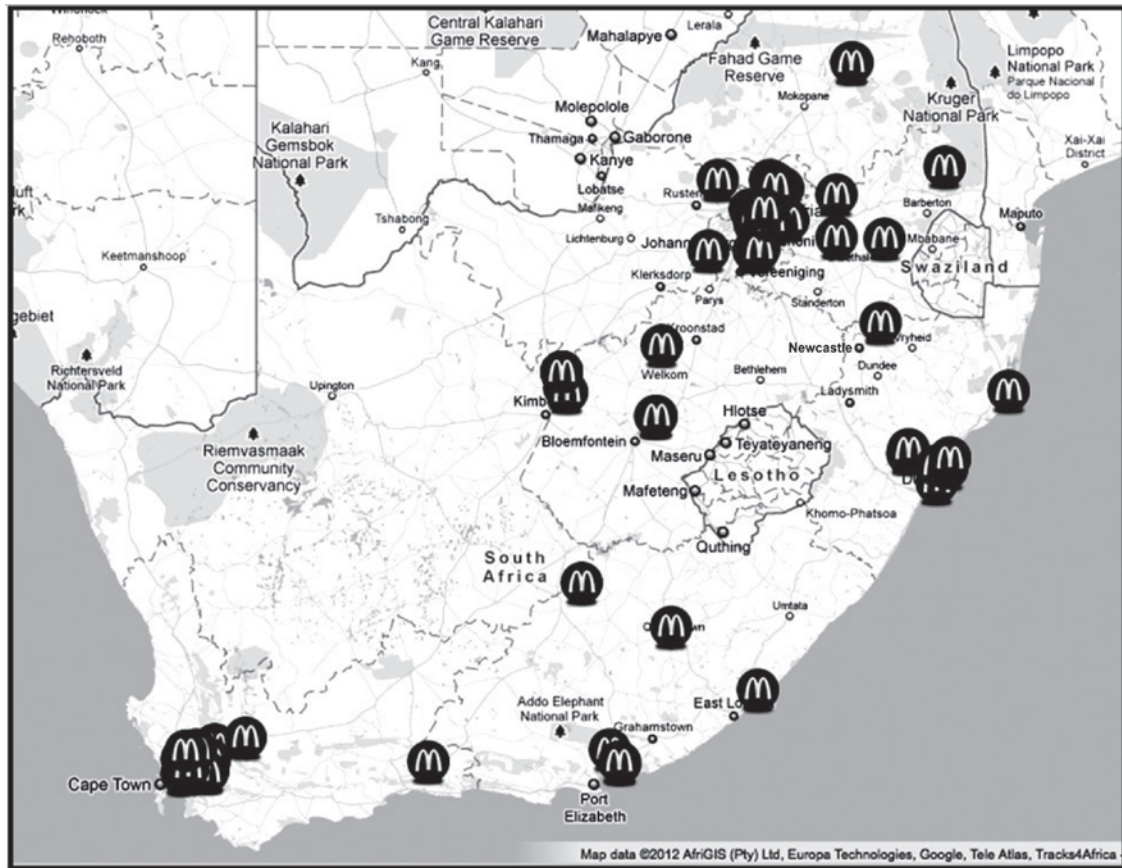 Rehoboth
Central Kalahari
Game Reserve
Kang
Mahalapye
Lerala
Fahad Game
Reserve
Mokopane
Limpopo
National Park
Parque Nacional
do Limpopo
Kruger
National Park
Xai-Xai
District
Molepolole
Thamaga
Gaborone
Kanye
Lobatse
Mafikeng
Kalahari
Gemsbok
National Park
Tshabong
Lichtenburg
Barberton
Maputo
Mbabane
Swaziland
Keetmanshoop
Klerksdorp
Parys
Standerton
Richtersveld
National Park
Upington
Welkom
Newcastle
Dundee
Bethlehem
Ladysmith
Hlotse
Bloemfontein
Teyateyaneng
Maseru
Lesotho
Mafeteng
Khomo-Phatsoa
Quthing
Riemvasmaak
Community
Conservancy
South
Africa
Umtata
Addo Elephant
National Park
Grahamstown
Cape Town
Port
Elizabeth
Map data ©2012 AfriGIS (Pty) Ltd, Europa Technologies, Google, Tele Atlas, Tracks4Africa -